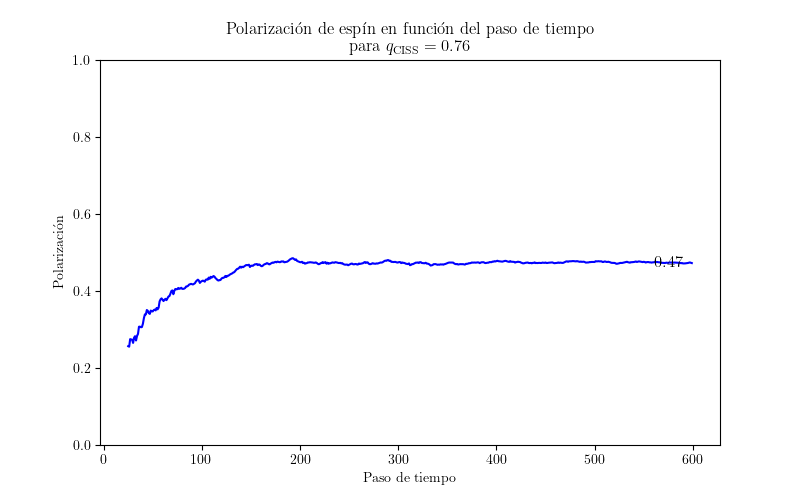 Polarización de espín en función del paso de tiempo
para qCISS = 0.76
1.0
0.8
0.6
0.4
0.2
0.0
Polarización
0.47
0 100 200 300 400 500 600
Paso de tiempo